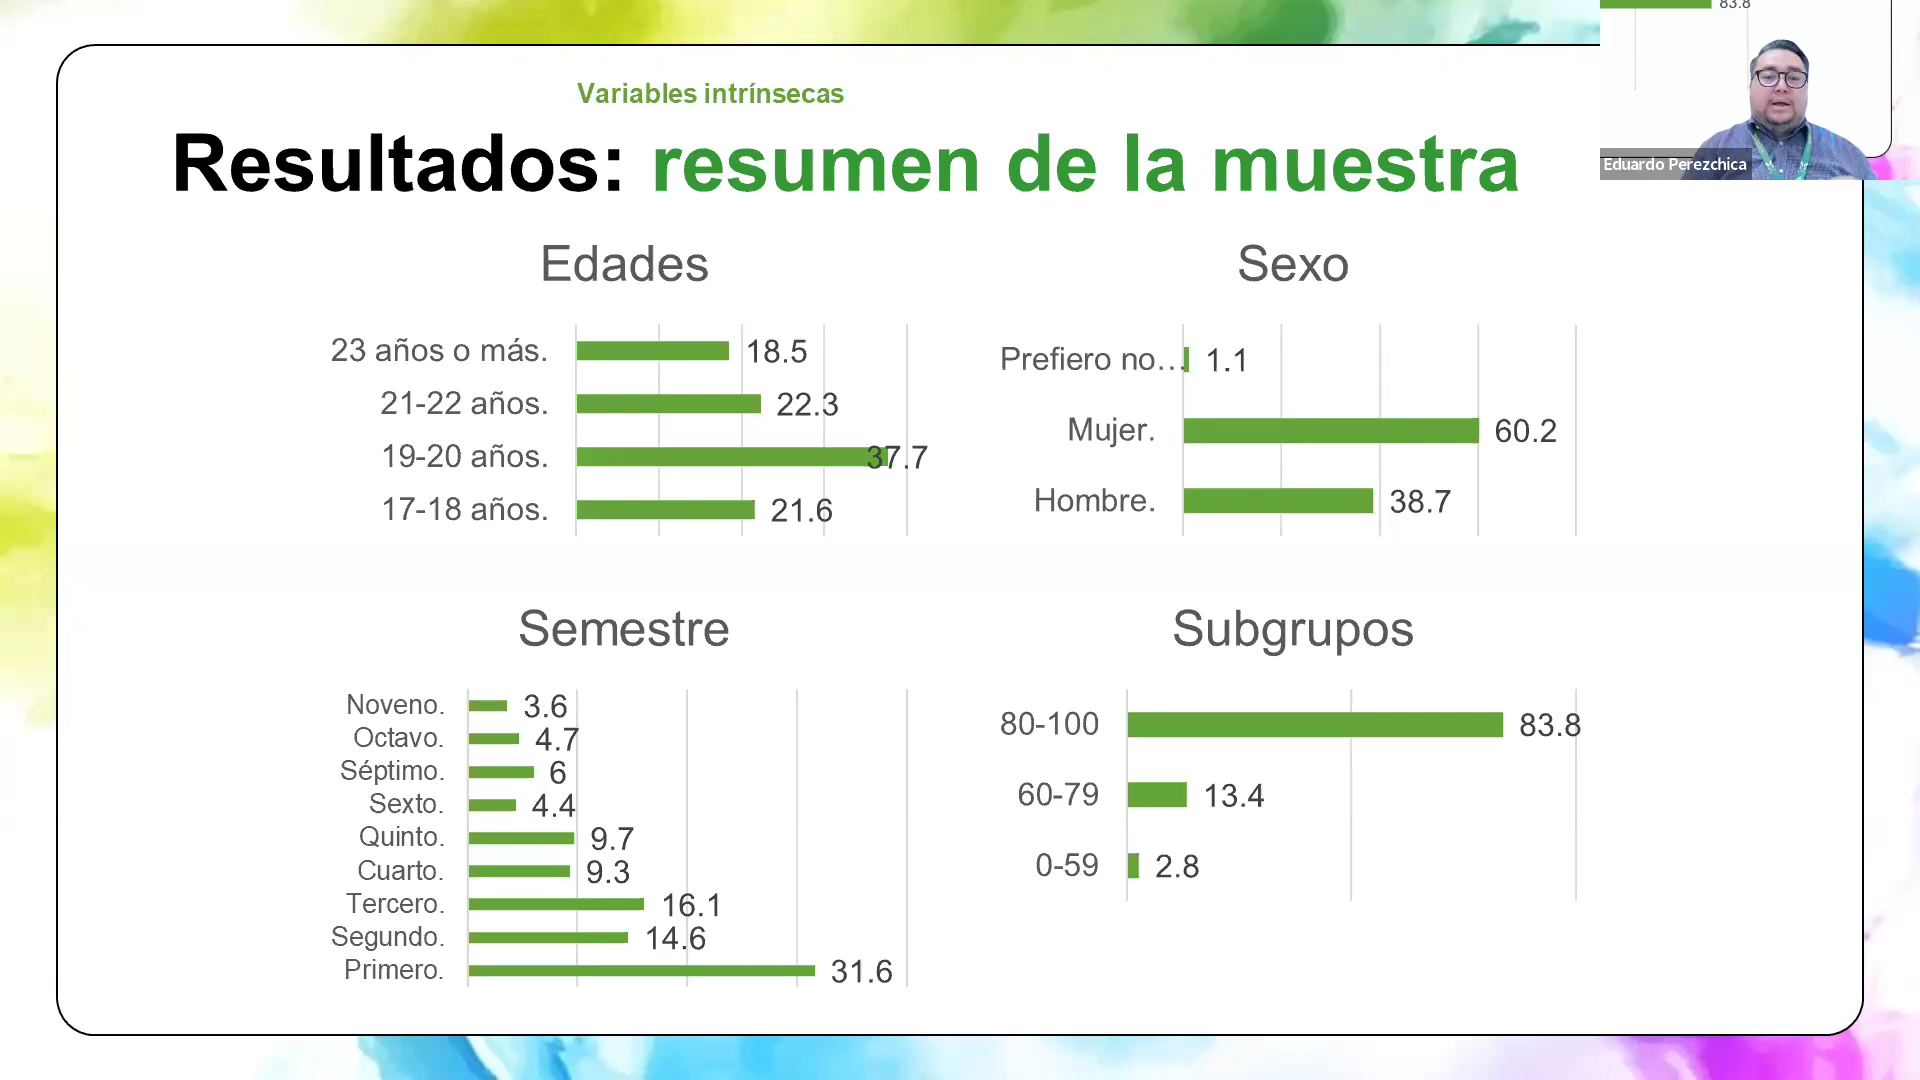 83.8
Eduardo Perezchica
Variables intrínsecas
Resultados: resumen de la muestra
Edades
23 años o más. 18.5
21-22 años. 22.3
19-20 años. 37.7
17-18 años. 21.6
Sexo
Prefiero no… 1.1
Mujer. 60.2
Hombre. 38.7
Semestre
Noveno. 3.6
Octavo. 4.7
Séptimo. 6
Sexto. 4.4
Quinto. 9.7
Cuarto. 9.3
Tercero. 16.1
Segundo. 14.6
Primero. 31.6
Subgrupos
80-100 83.8
60-79 13.4
0-59 2.8